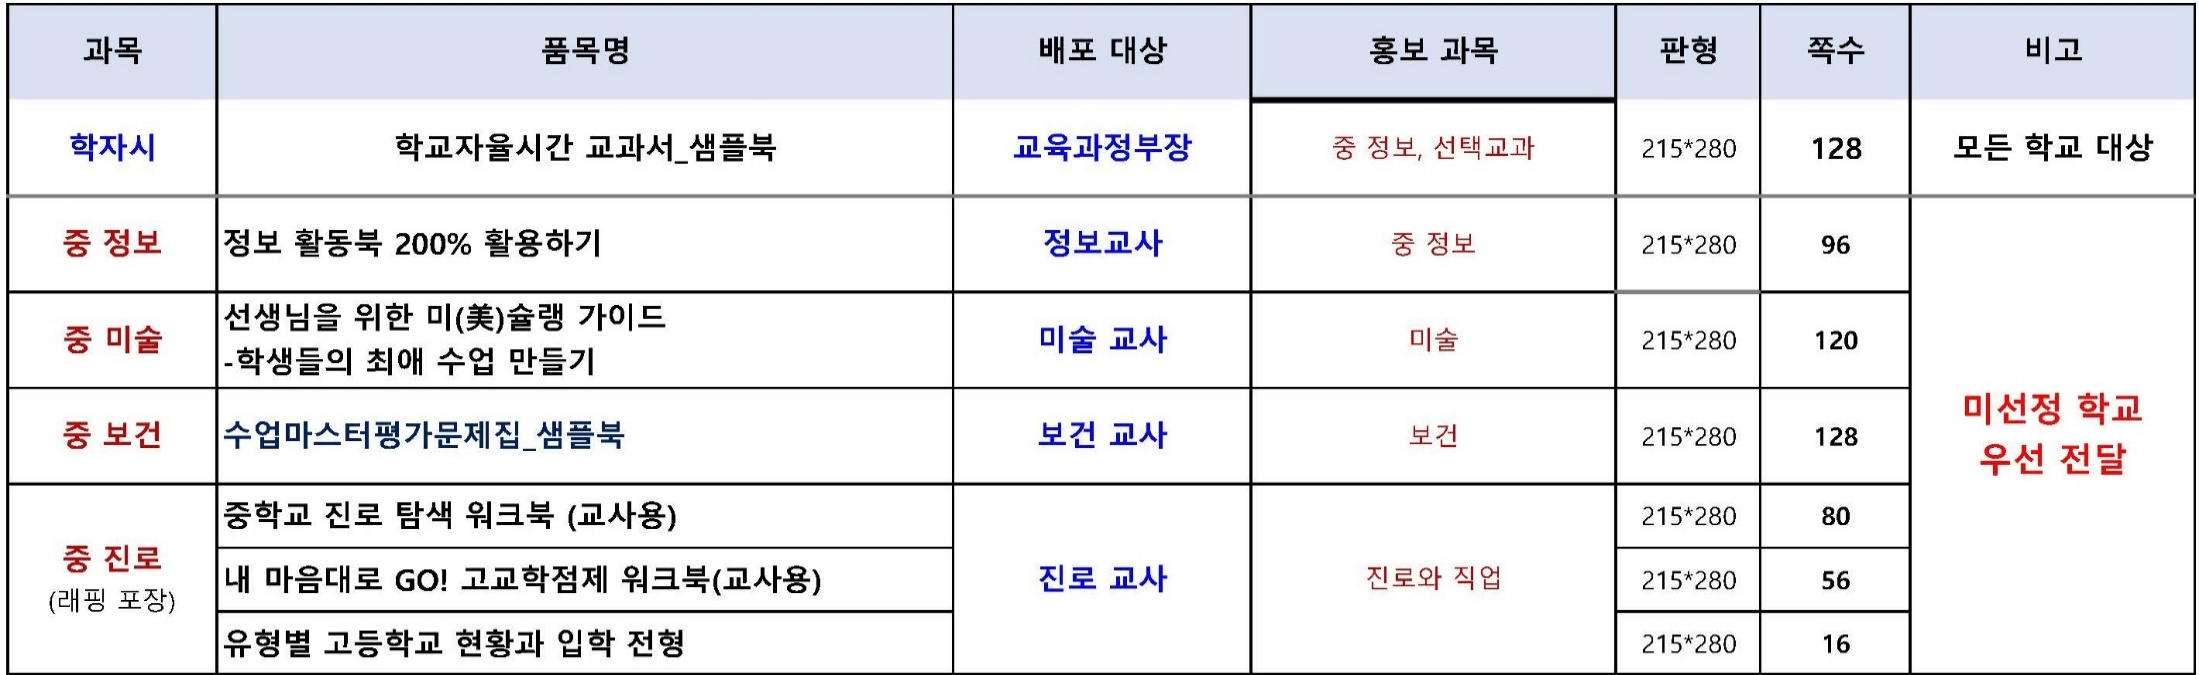 과목 품목명 배포 대상 홍보 과목 판형 쪽수 비고
학자시 학교자율시간 교과서_샘플북 교육과정부장 중 정보, 선택교과 215*280 128 모든 학교 대상
중 정보 정보 활동북 200% 활용하기 정보교사 중 정보 215*280 96
중 미술 선생님을 위한 미(美)슐랭 가이드
-학생들의 최애 수업 만들기 미술 교사 미술 215*280 120
중 보건 수업마스터평가문제집_샘플북 보건 교사 보건 215*280 128
미선정 학교
우선 전달
중 진로
(래핑 포장)
중학교 진로 탐색 워크북 (교사용) 215*280 80
내 마음대로 GO! 고교학점제 워크북(교사용) 진로 교사 진로와 직업 215*280 56
유형별 고등학교 현황과 입학 전형 215*280 16